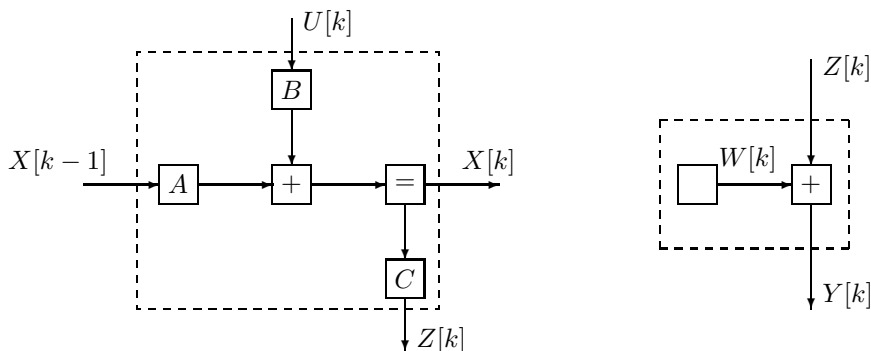 U[k]
B
Z[k]
X[k − 1]
A
+
=
X[k]
W[k]
+
C
Y[k]
Z[k]